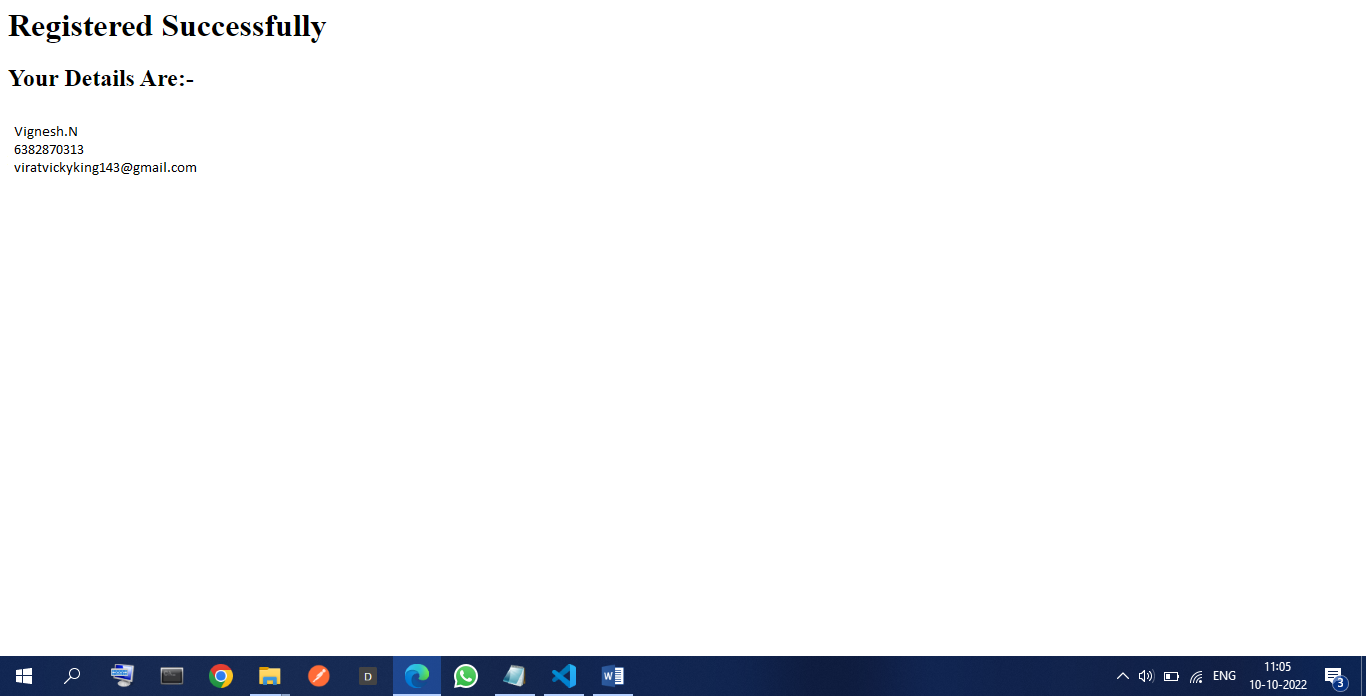 Registered Successfully
Your Details Are:-
Vignesh.N
6382870313
viratvickyking143@gmail.com
D
W
ENG
11:05
10-10-2022
3